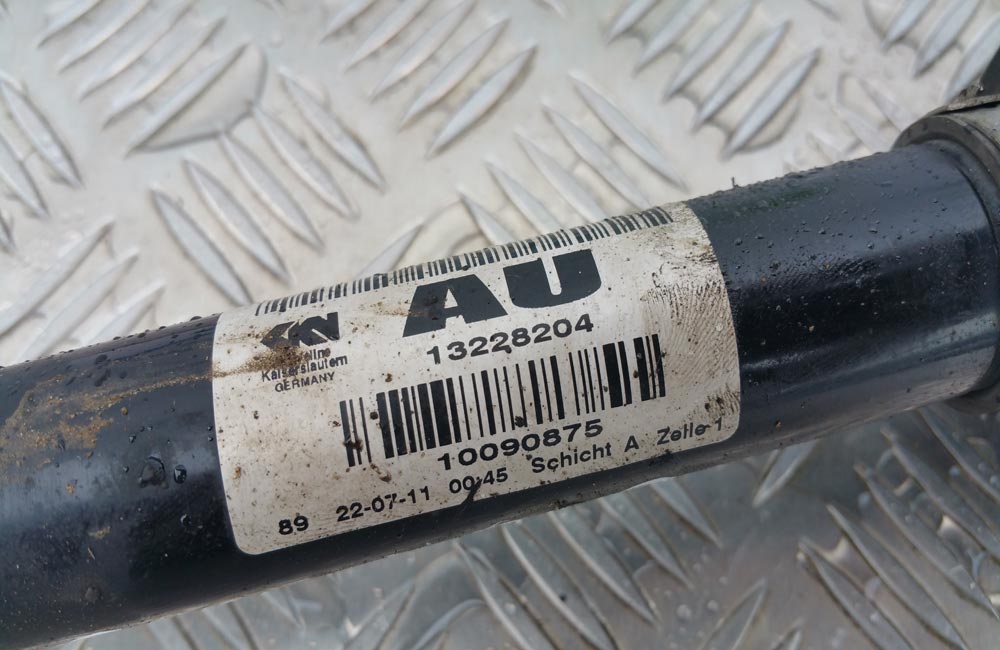 AU
13228204
Kaiserslautern
GERMANY
10090875
89 22-07-11 00:45 Schicht A Zelle 1